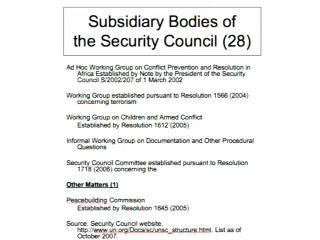 Subsidiary Bodies of
the Security Council (28)
Ad Hoc Working Group on Conflict Prevention and Resolution in
Africa Established by Note by the President of the Security
Council S/2002/207 of 1 March 2002
Working Group established pursuant to Resolution 1566 (2004)
concerning terrorism
Working Group on Children and Armed Conflict
Established by Resolution 1612 (2005)
Informal Working Group on Documentation and Other Procedural
Questions
Security Council Committee established pursuant to Resolution
1718 (2006) concerning the
Other Matters (1)
Peacebuilding Commission
Established by Resolution 1645 (2005)
Source: Security Council website,
http://www.un.org/Docs/sc/unsc_structure.html. List as of
October 2007.